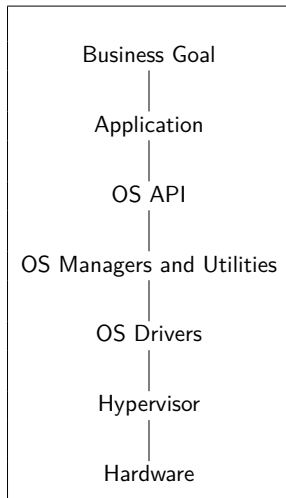 Business Goal
Application
OS API
OS Managers and Utilities
OS Drivers
Hypervisor
Hardware